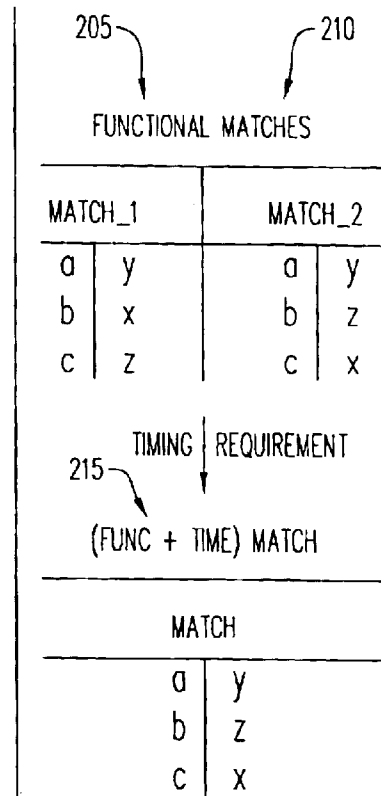 205 210
FUNCTIONAL MATCHES
MATCH_1 MATCH_2
a y a y
b x b z
c z c x
TIMING REQUIREMENT
215
(FUNC + TIME) MATCH
MATCH
a y
b z
c x